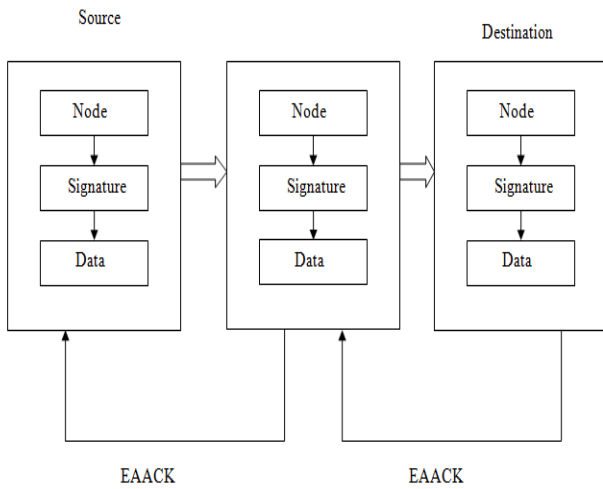 Source
Destination
Node
Signature
Data
Node
Signature
Data
Node
Signature
Data
EAACK
EAACK